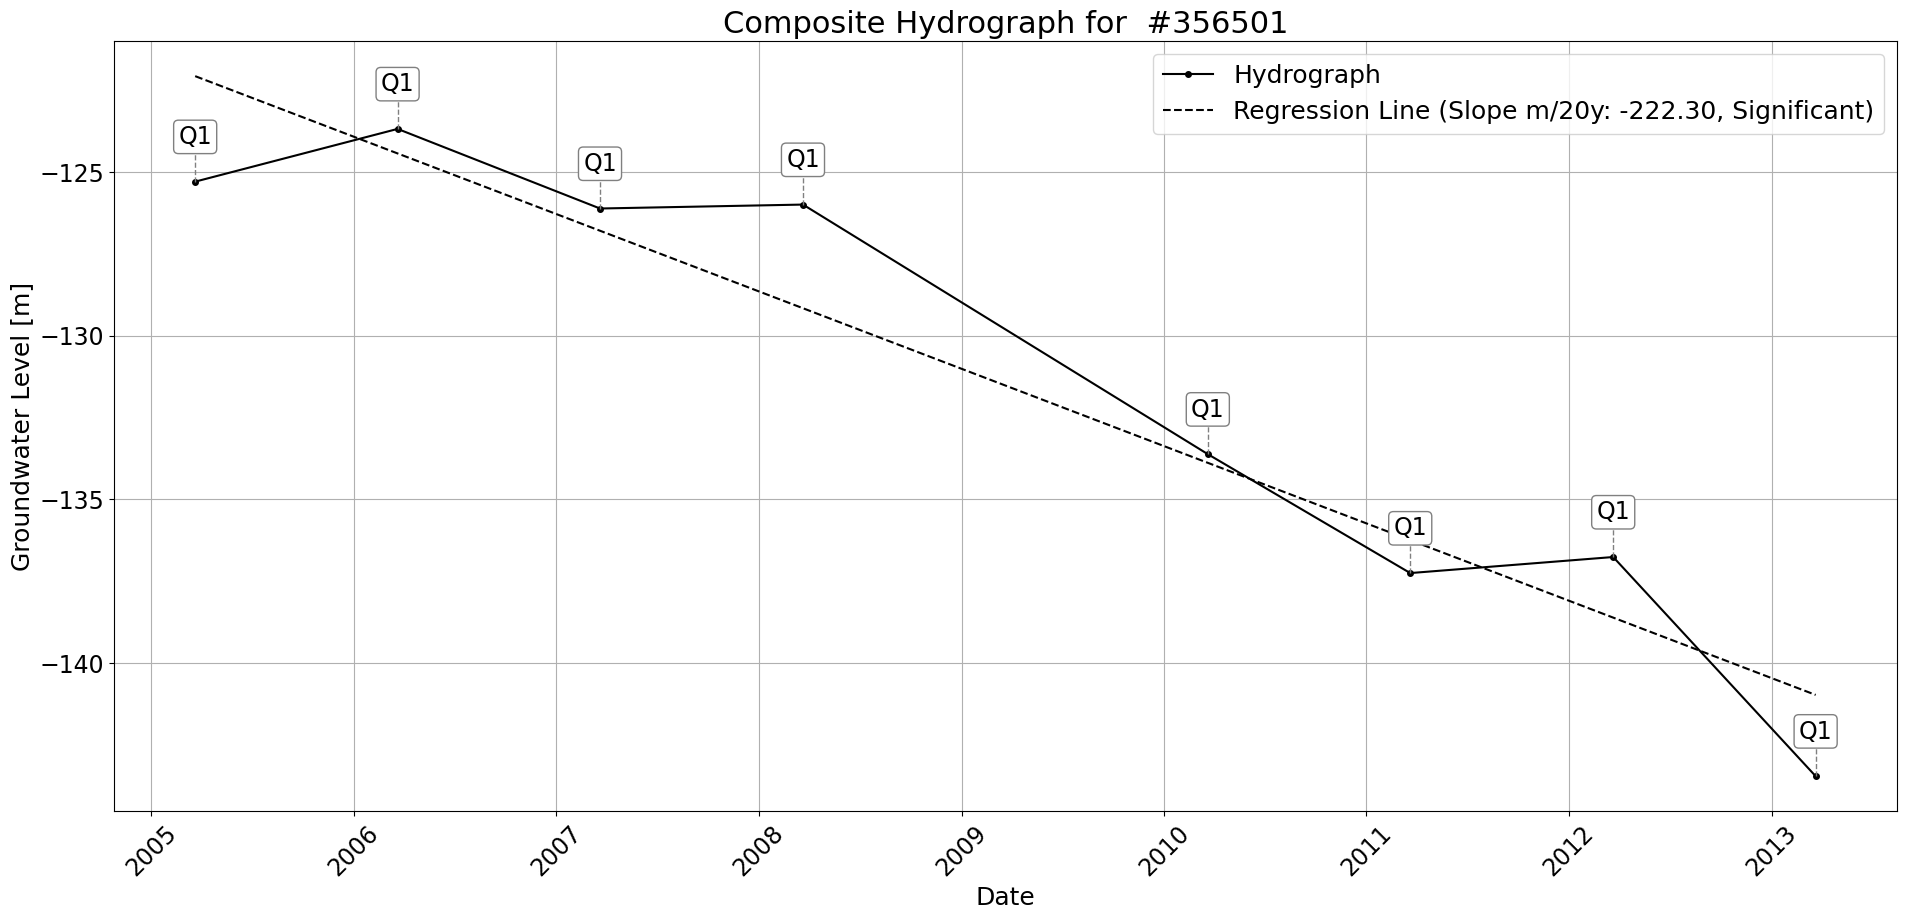 Composite Hydrograph for  #356501
Hydrograph
Regression Line (Slope m/20y: -222.30, Significant)
Q1
Q1
Q1
Q1
Q1
Q1
Q1
Q1
Groundwater Level [m]
−125
−130
−135
−140
2005
2006
2007
2008
2009
2010
2011
2012
2013
Date